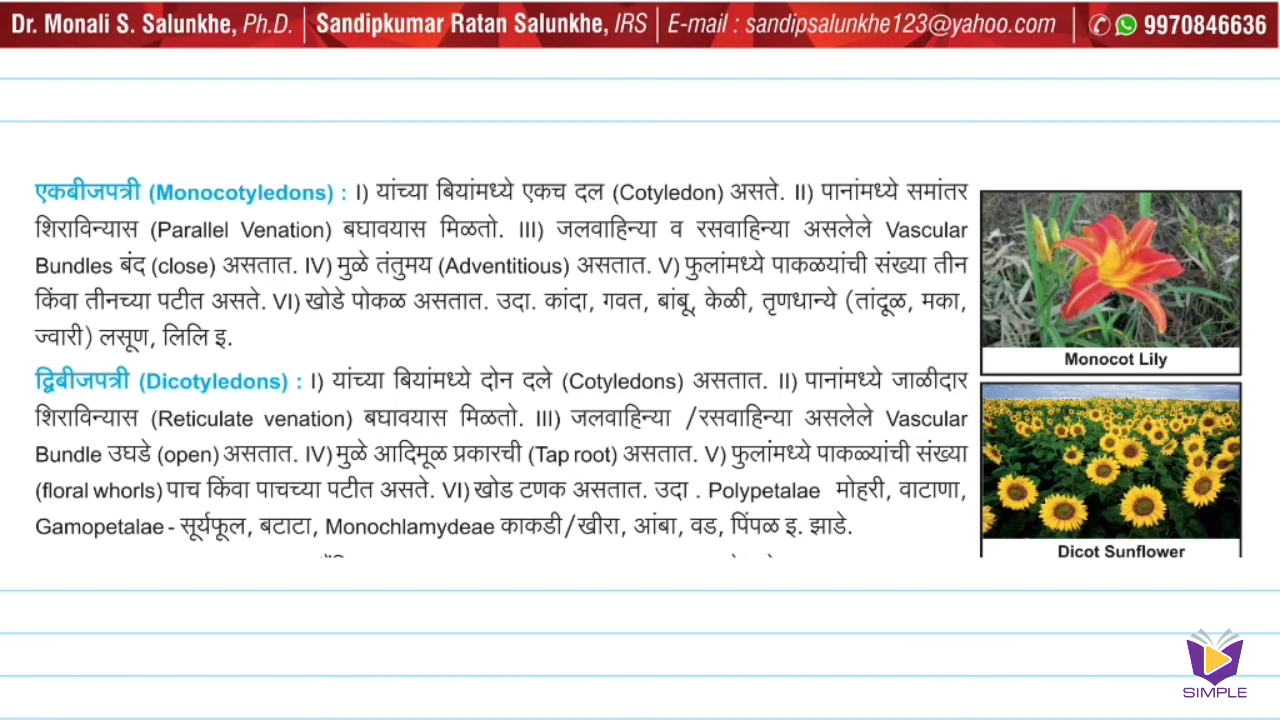 Dr. Monali S. Salunkhe, Ph.D. | Sandipkumar Ratan Salunkhe, IRS | E-mail : sandipsalunkhe123@yahoo.com | 9970846636
एकबीजपत्री (Monocotyledons) : I) यांच्या बियांमध्ये एकच दल (Cotyledon) असते. II) पानांमध्ये समांतर
शिराविन्यास (Parallel Venation) बघावयास मिळतो. III) जलवाहिन्या व रसवाहिन्या असलेले Vascular
Bundles बंद (close) असतात. IV) मुळे तंतुमय (Adventitious) असतात. V) फुलांमध्ये पाकळयांची संख्या तीन
किंवा तीनच्या पटीत असते. VI) खोडे पोकळ असतात. उदा. कांदा, गवत, बांबू, केळी, तृणधान्ये (तांदूळ, मका,
ज्वारी) लसूण, लिलि इ.
Monocot Lily
द्विबीजपत्री (Dicotyledons) : I) यांच्या बियांमध्ये दोन दले (Cotyledons) असतात. II) पानांमध्ये जाळीदार
शिराविन्यास (Reticulate venation) बघावयास मिळतो. III) जलवाहिन्या /रसवाहिन्या असलेले Vascular
Bundle उघडे (open) असतात. IV) मुळे आदिमूळ प्रकारची (Tap root) असतात. V) फुलांमध्ये पाकळ्यांची संख्या
(floral whorls) पाच किंवा पाचच्या पटीत असते. VI) खोड टणक असतात. उदा . Polypetalae मोहरी, वाटाणा,
Gamopetalae - सूर्यफूल, बटाटा, Monochlamydeae काकडी/खीरा, आंबा, वड, पिंपळ इ. झाडे.
Dicot Sunflower
SIMPLE